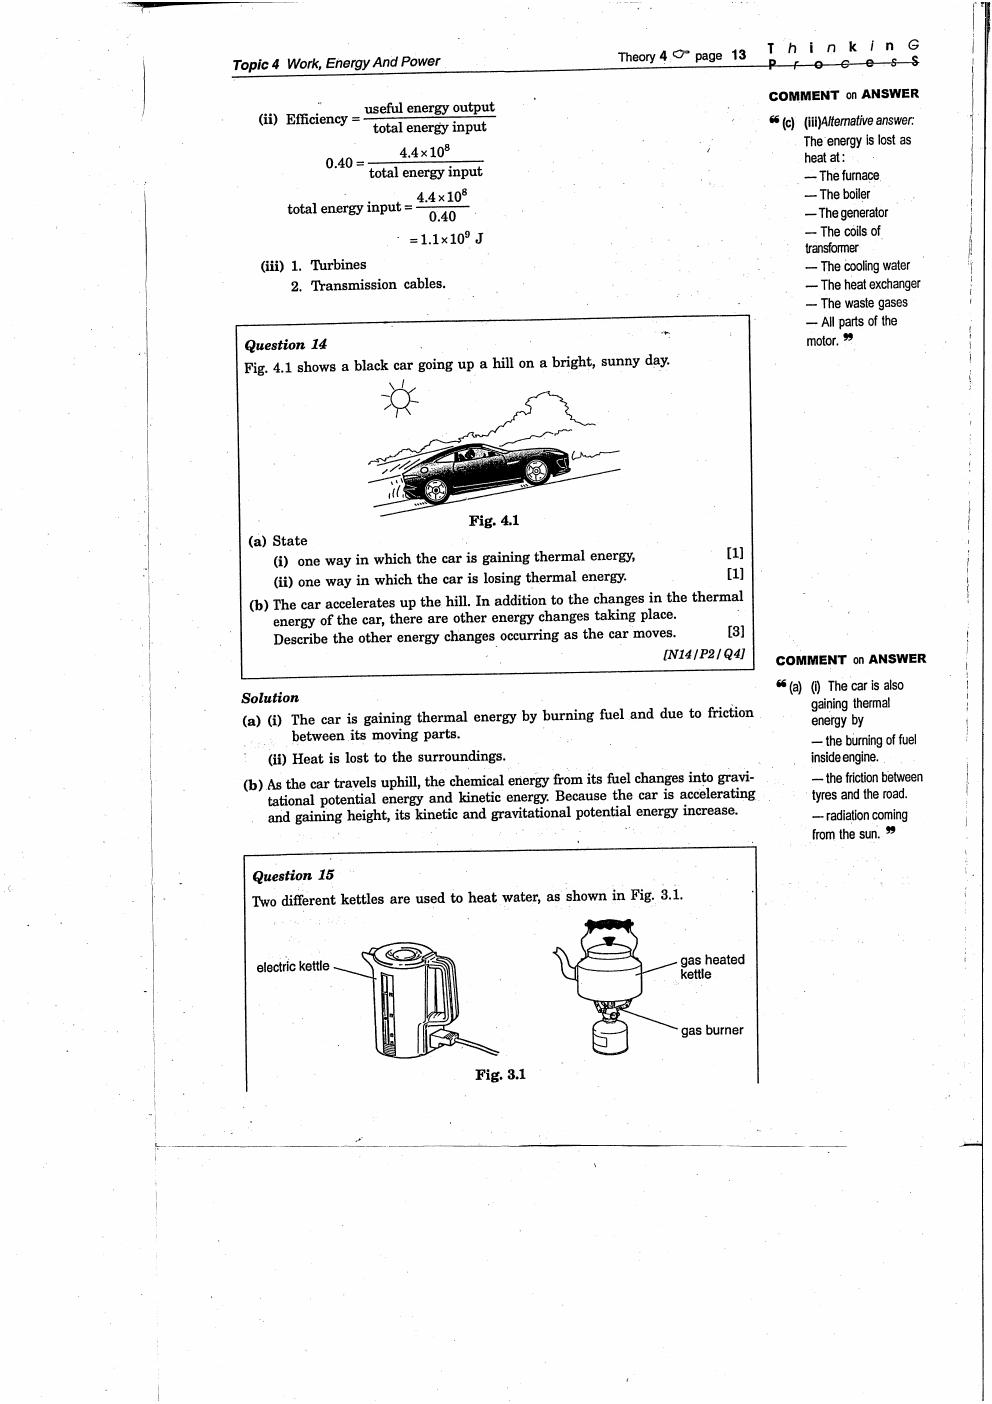 Topic 4 Work, Energy And Power
Theory 4 ☞ page 13
T h i n k i n G
P r o c e s S
(ii) Efficiency = useful energy output / total energy input
0.40 = 4.4 × 10⁸ / total energy input
total energy input = 4.4 × 10⁸ / 0.40
= 1.1 × 10⁹ J
(iii) 1. Turbines
2. Transmission cables.
COMMENT on ANSWER
❝ (c) (iii) Alternative answer:
The energy is lost as
heat at:
— The furnace
— The boiler
— The generator
— The coils of
transformer
— The cooling water
— The heat exchanger
— The waste gases
— All parts of the
motor. ❞
Question 14
Fig. 4.1 shows a black car going up a hill on a bright, sunny day.
Fig. 4.1
(a) State
(i) one way in which the car is gaining thermal energy, [1]
(ii) one way in which the car is losing thermal energy. [1]
(b) The car accelerates up the hill. In addition to the changes in the thermal
energy of the car, there are other energy changes taking place.
Describe the other energy changes occurring as the car moves. [3]
[N14/P2/Q4]
Solution
(a) (i) The car is gaining thermal energy by burning fuel and due to friction
between its moving parts.
(ii) Heat is lost to the surroundings.
(b) As the car travels uphill, the chemical energy from its fuel changes into gravi-
tational potential energy and kinetic energy. Because the car is accelerating
and gaining height, its kinetic and gravitational potential energy increase.
COMMENT on ANSWER
❝ (a) (i) The car is also
gaining thermal
energy by
— the burning of fuel
inside engine.
— the friction between
tyres and the road.
— radiation coming
from the sun. ❞
Question 15
Two different kettles are used to heat water, as shown in Fig. 3.1.
electric kettle
gas heated
kettle
gas burner
Fig. 3.1